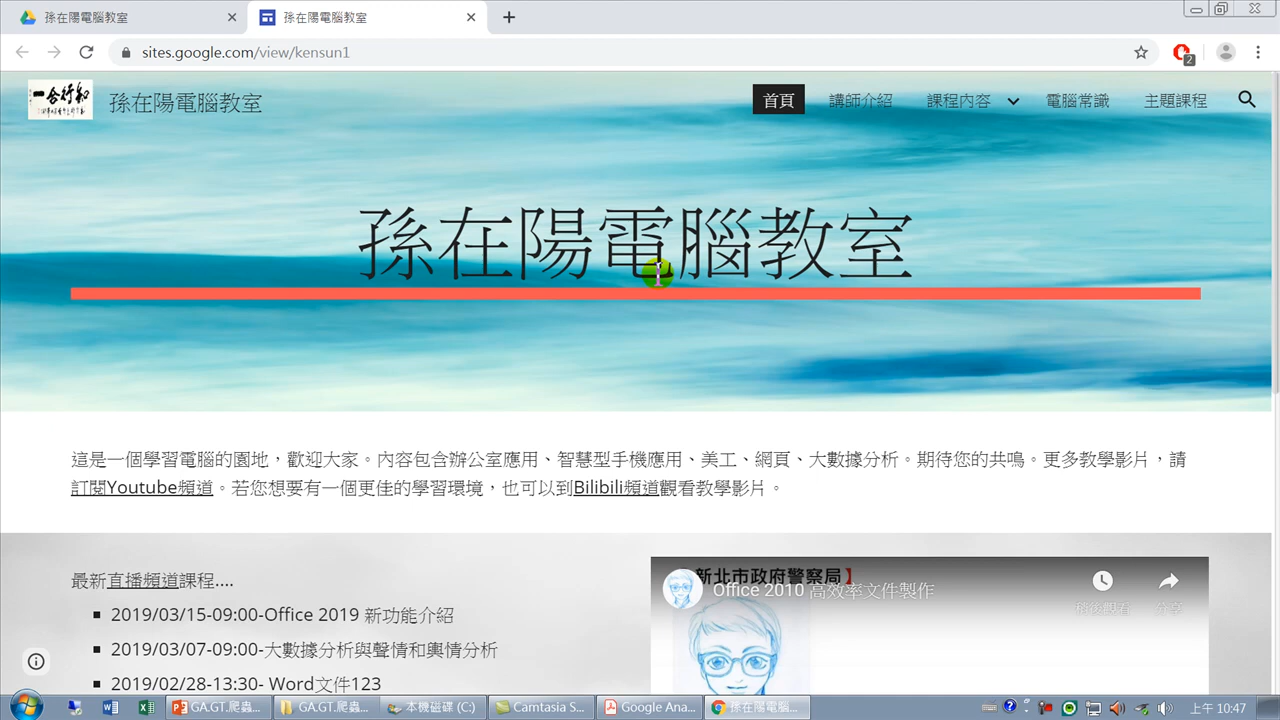 孫在陽電腦教室
孫在陽電腦教室
sites.google.com/view/kensun1
2
孫在陽電腦教室
首頁
講師介紹
課程內容
電腦常識
主題課程
孫在陽電腦教室
這是一個學習電腦的園地，歡迎大家。內容包含辦公室應用、智慧型手機應用、美工、網頁、大數據分析。期待您的共鳴。更多教學影片，請
訂閱Youtube頻道。若您想要有一個更佳的學習環境，也可以到Bilibili頻道觀看教學影片。
最新直播頻道課程....
2019/03/15-09:00-Office 2019 新功能介紹
2019/03/07-09:00-大數據分析與聲情和輿情分析
2019/02/28-13:30- Word文件123
新北市政府警察局】
Office 2010 高效率文件製作
稍後觀看
分享
GA.GT.爬蟲...
GA.GT.爬蟲...
本機磁碟 (C:)
Camtasia S...
Google Ana...
孫在陽電腦...
上午 10:47